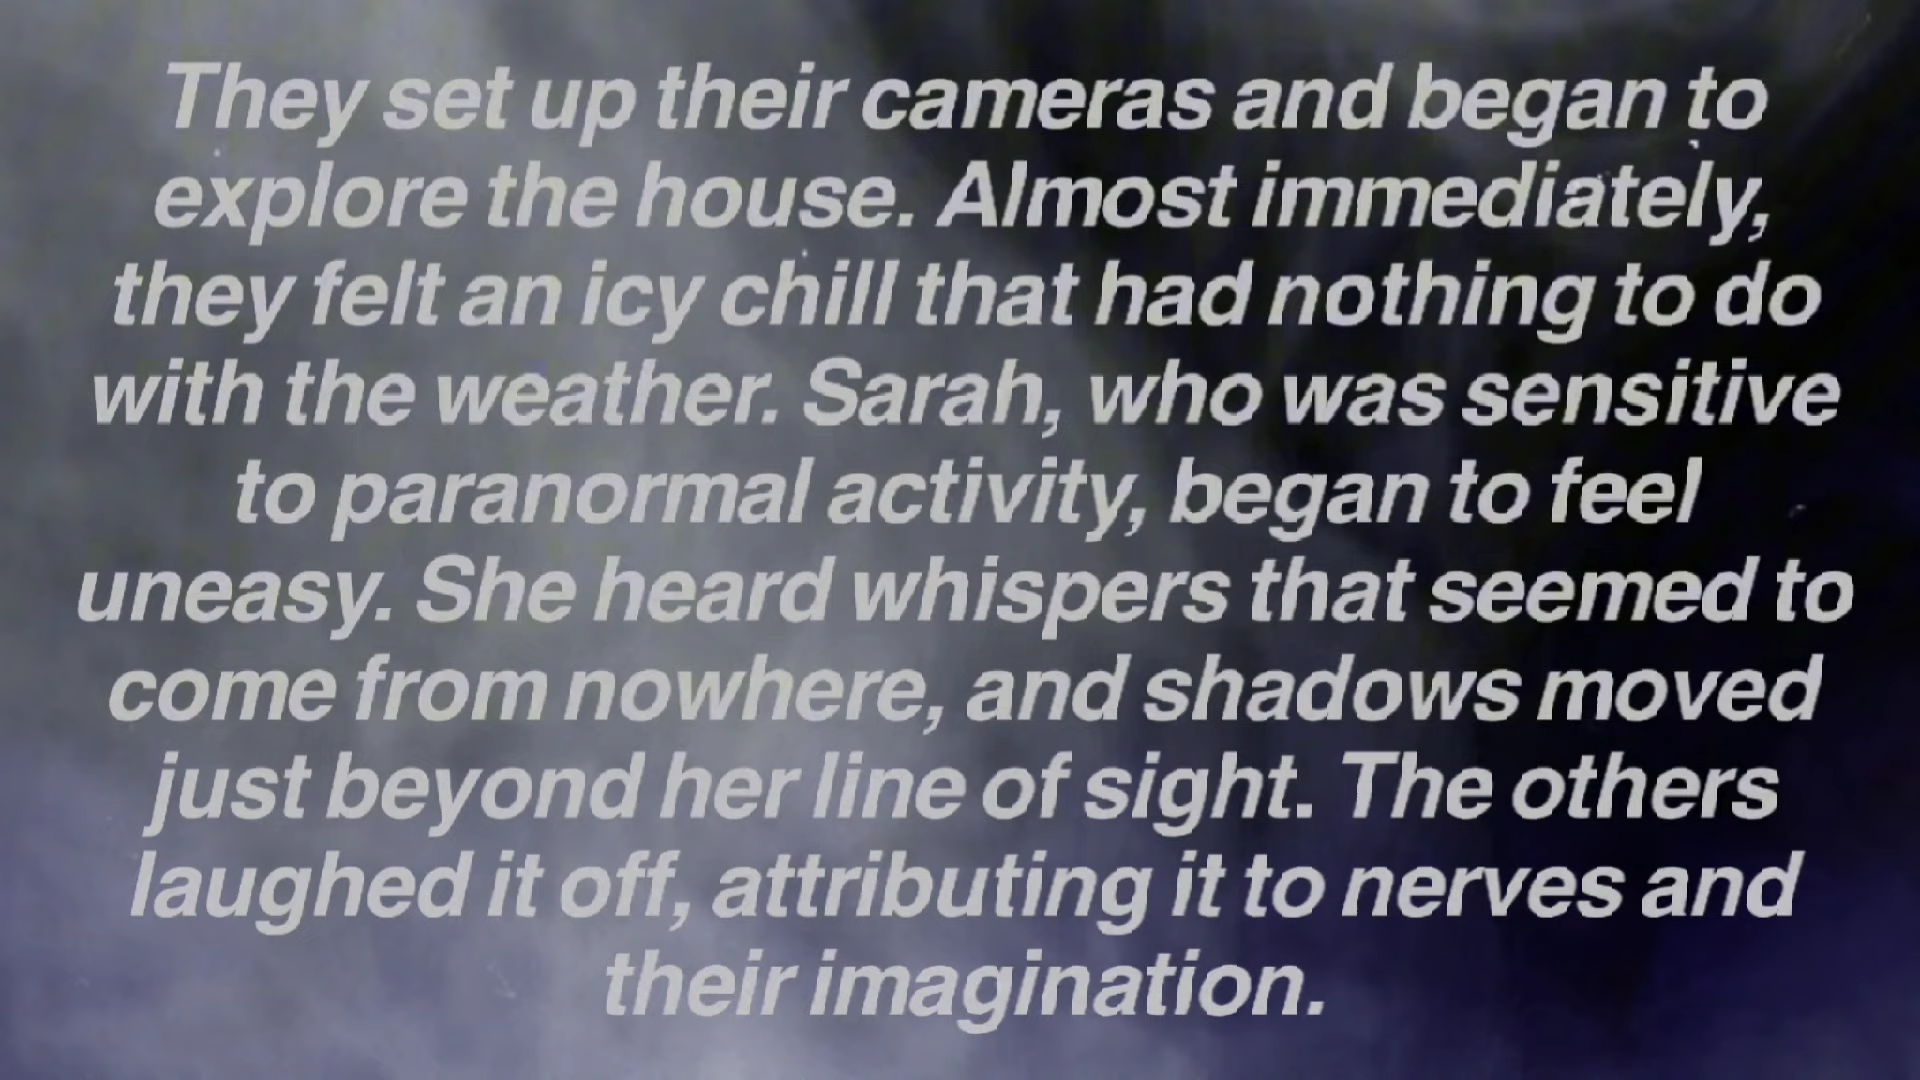 They set up their cameras and began to
explore the house. Almost immediately,
they felt an icy chill that had nothing to do
with the weather. Sarah, who was sensitive
to paranormal activity, began to feel
uneasy. She heard whispers that seemed to
come from nowhere, and shadows moved
just beyond her line of sight. The others
laughed it off, attributing it to nerves and
their imagination.